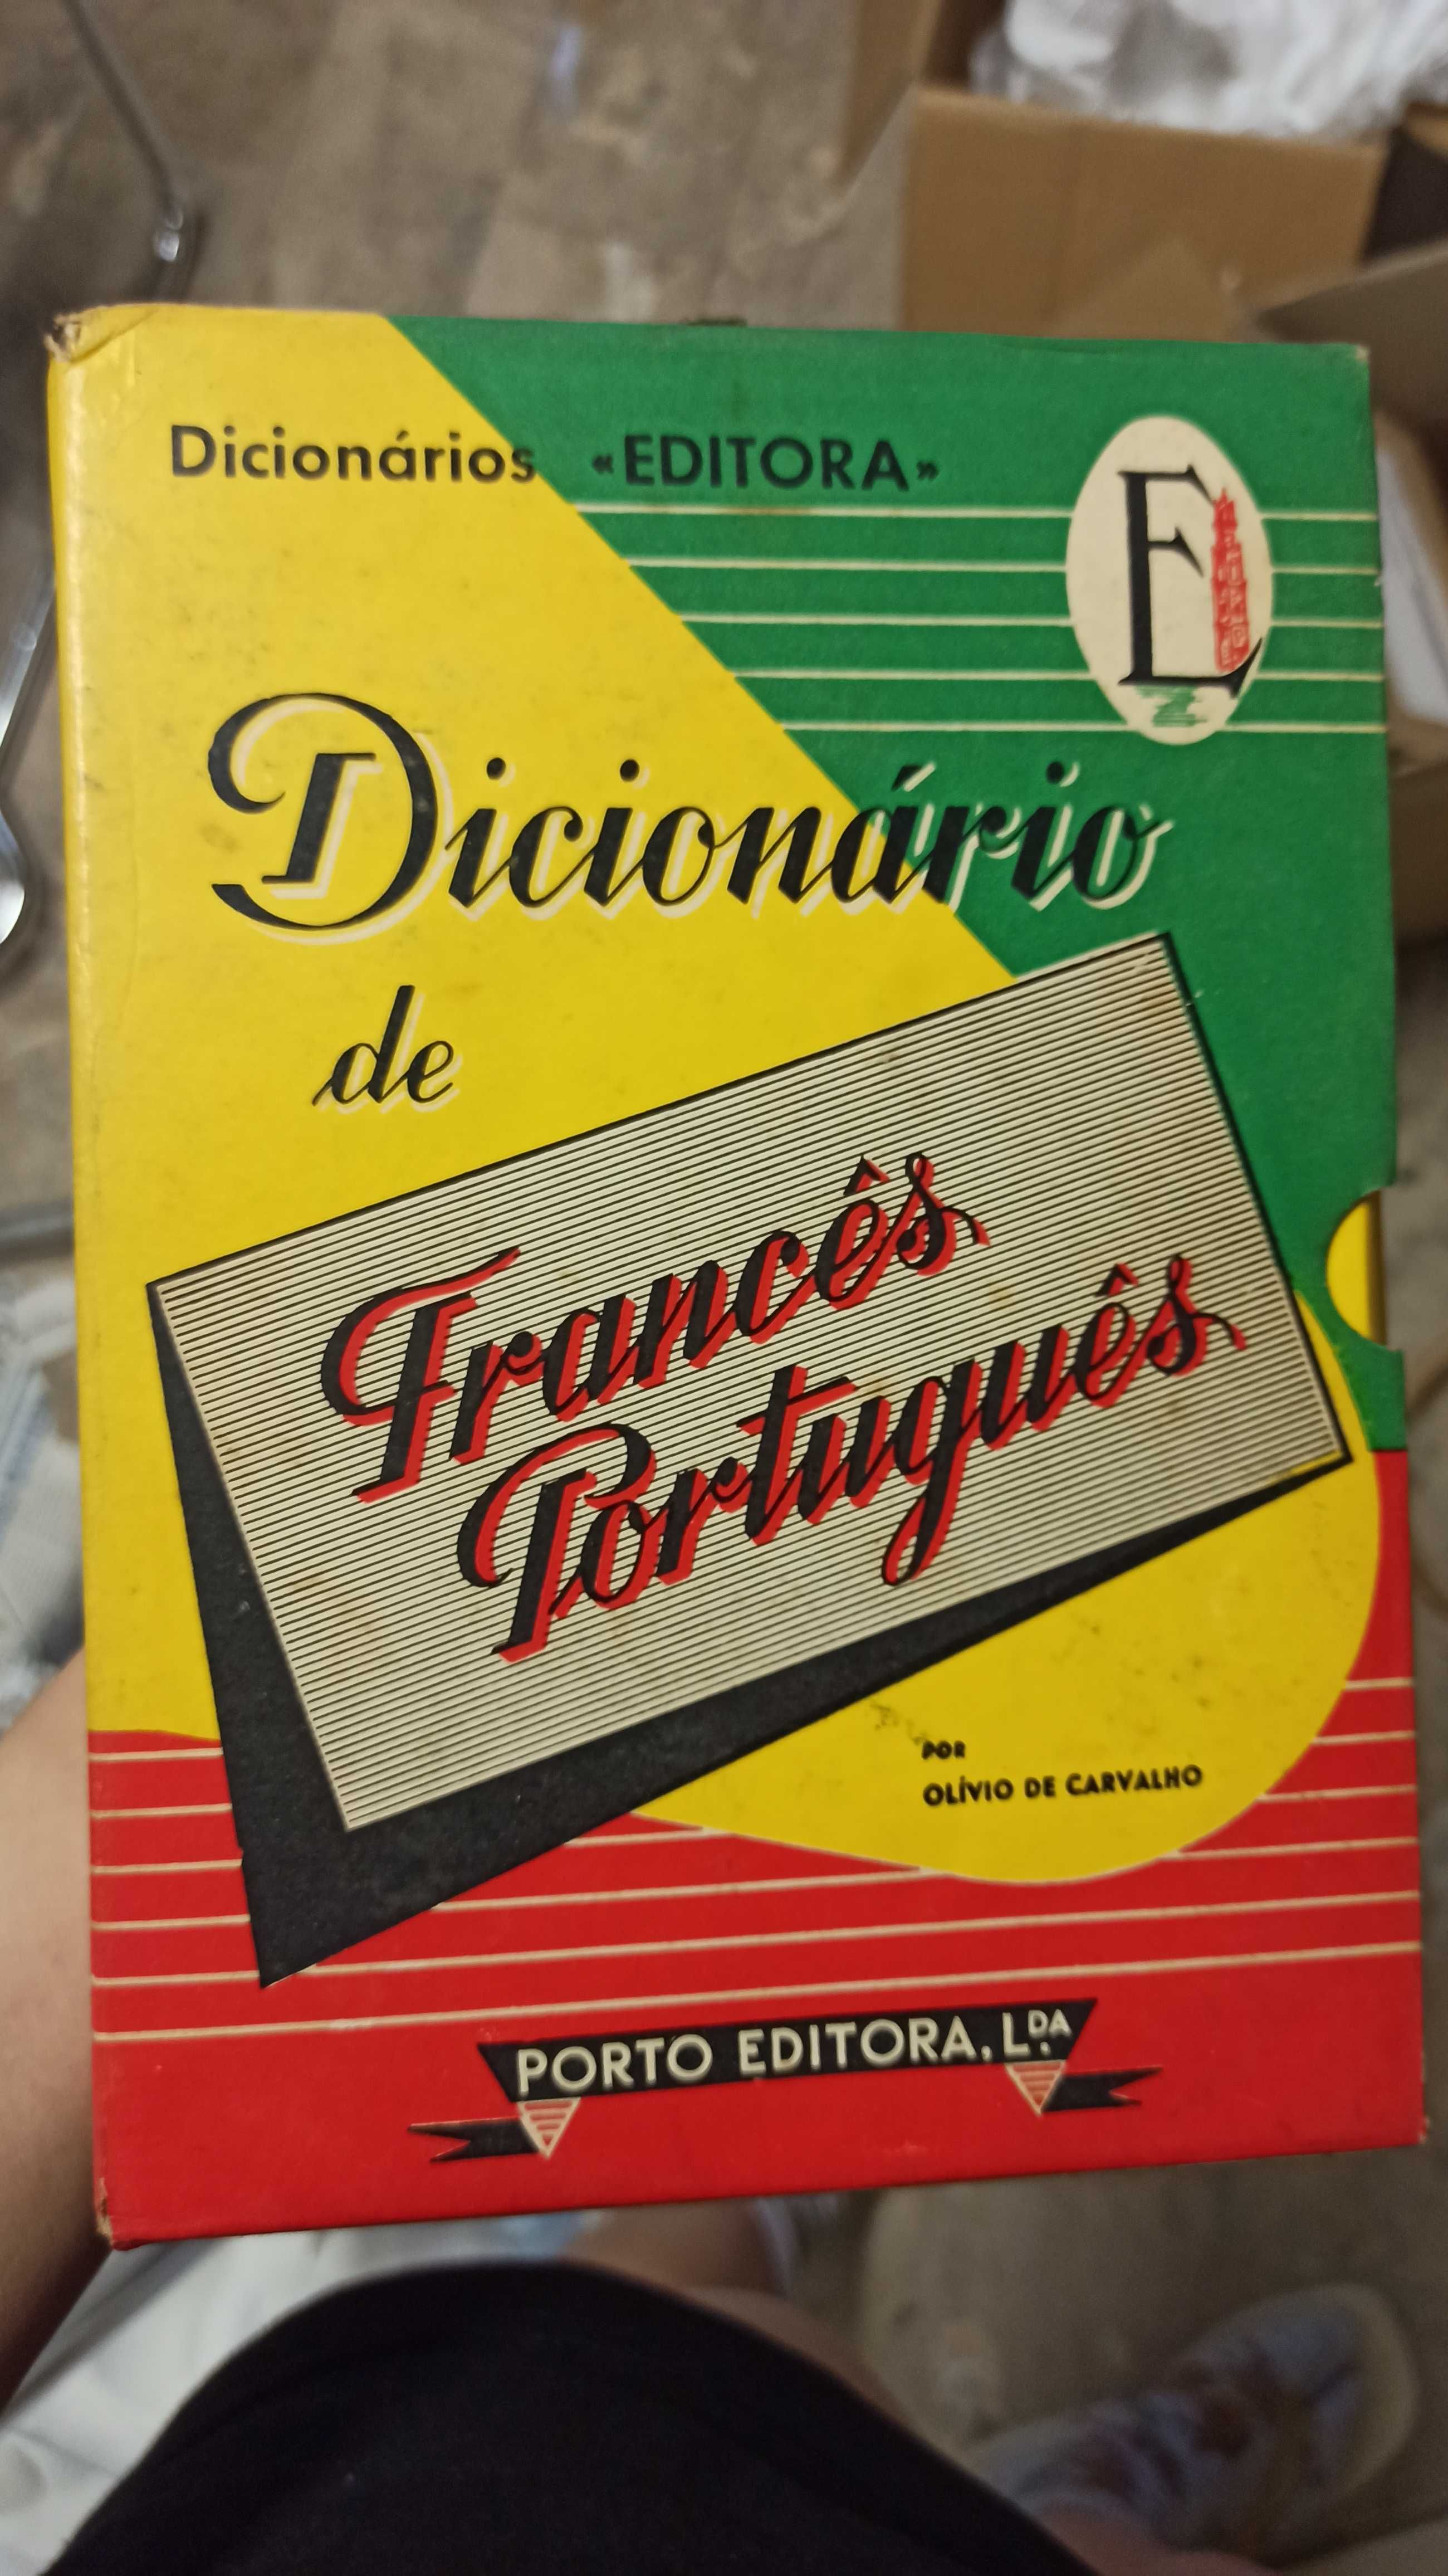 Dicionários «EDITORA»
E
Dicionário
de
Francês
Português
POR
OLÍVIO DE CARVALHO
PORTO EDITORA, L.DA